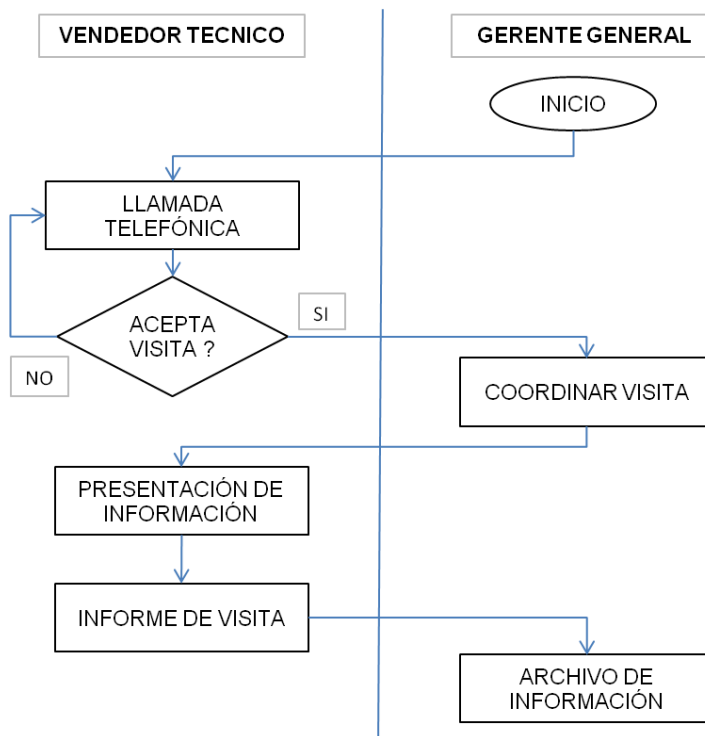 VENDEDOR TECNICO
GERENTE GENERAL
INICIO
LLAMADA
TELEFÓNICA
ACEPTA
VISITA ?
SI
NO
COORDINAR VISITA
PRESENTACIÓN DE
INFORMACIÓN
INFORME DE VISITA
ARCHIVO DE
INFORMACIÓN